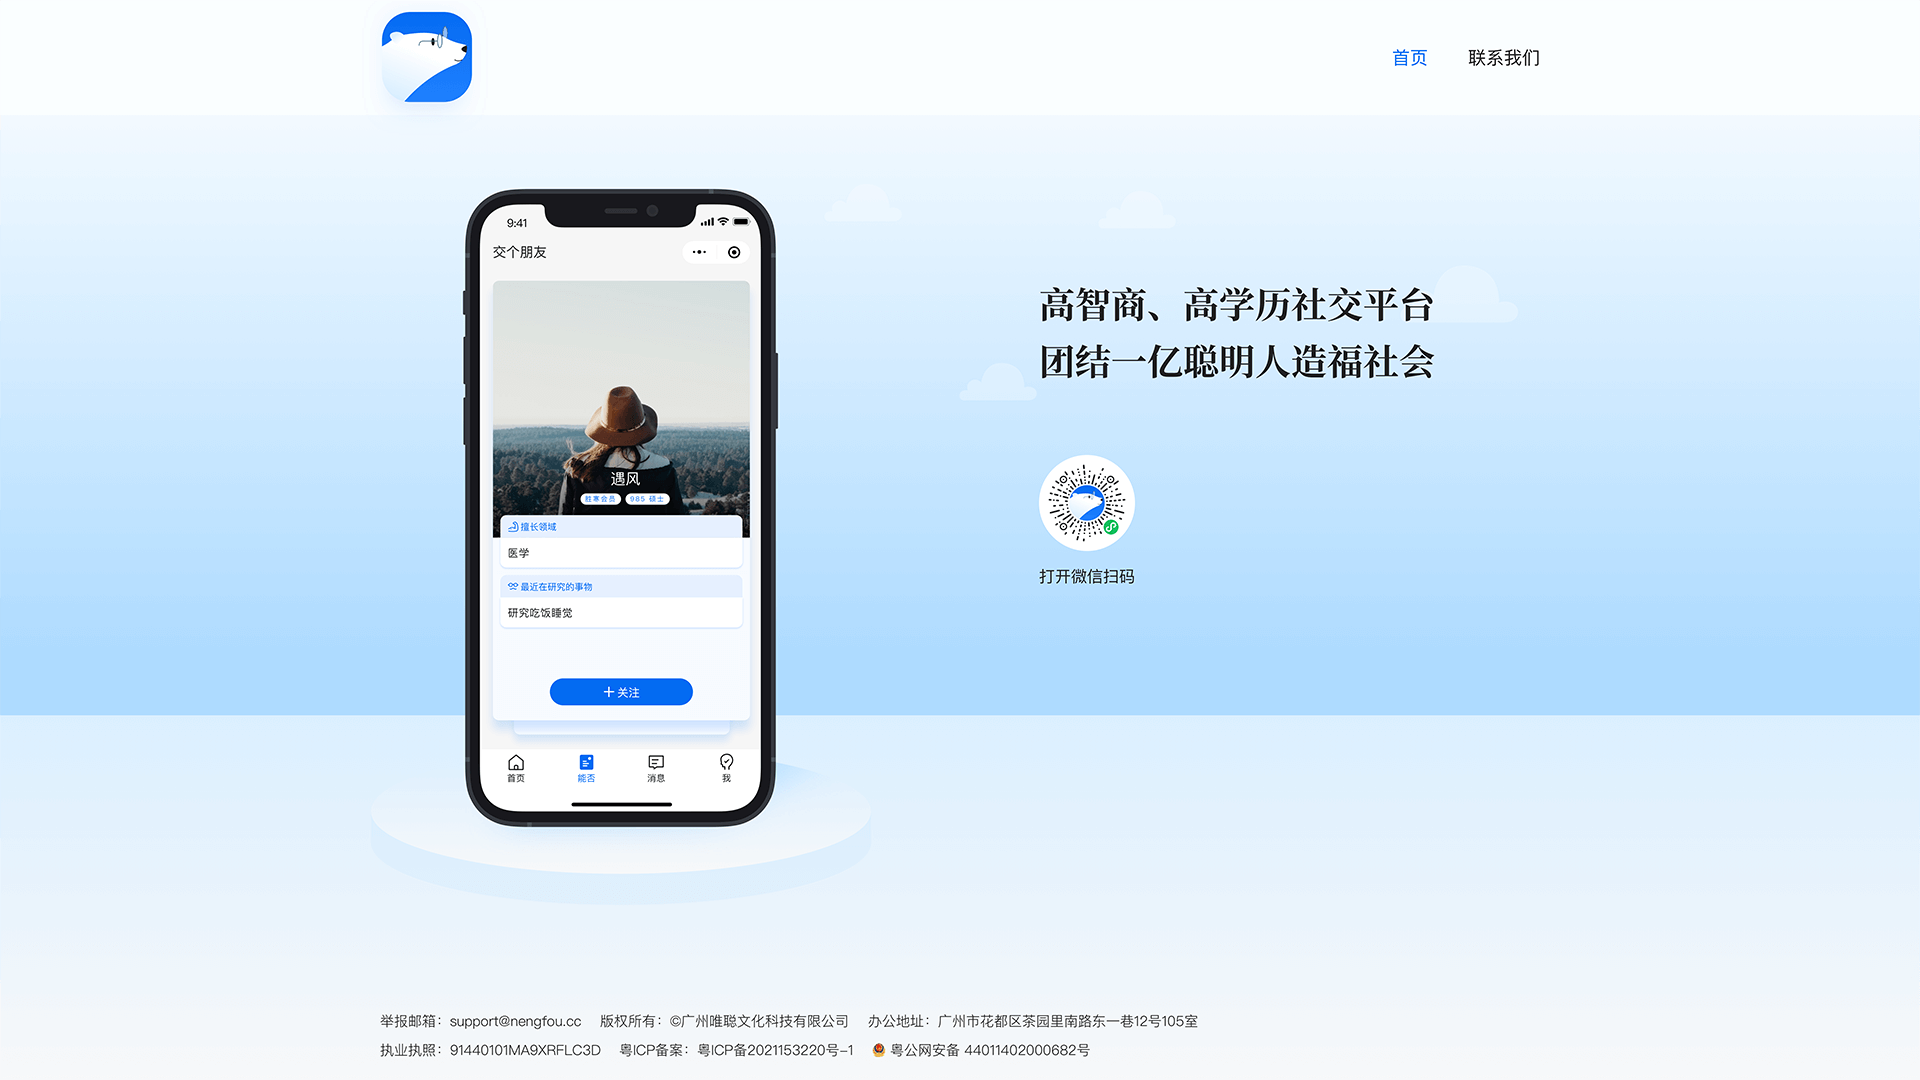 首页
联系我们
9:41
交个朋友
遇风
胜寒会员 985 硕士
擅长领域
医学
最近在研究的事物
研究吃饭睡觉
关注
首页
能否
消息
我
高智商、高学历社交平台
团结一亿聪明人造福社会
打开微信扫码
举报邮箱：support@nengfou.cc 版权所有：©广州唯聪文化科技有限公司 办公地址：广州市花都区茶园里南路东一巷12号105室
执业执照：91440101MA9XRFLC3D 粤ICP备案：粤ICP备2021153220号-1 粤公网安备 44011402000682号